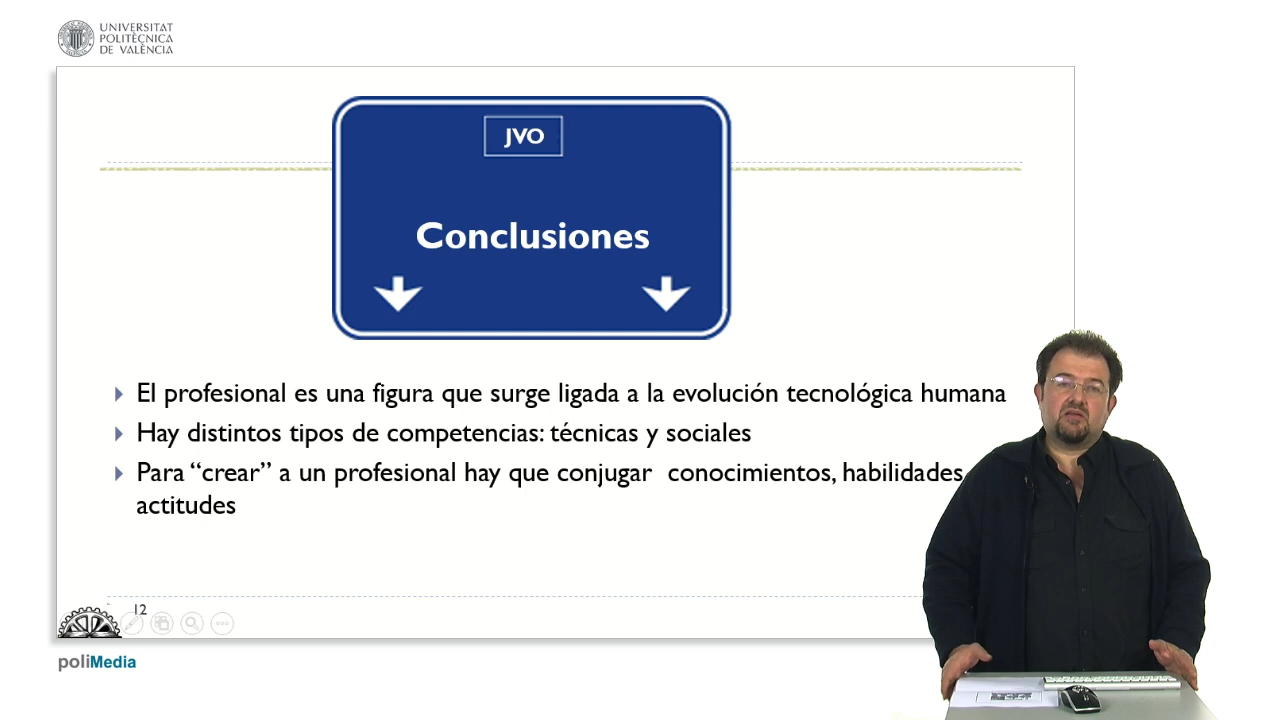 UNIVERSITAT
POLITÈCNICA
DE VALÈNCIA
JVO
Conclusiones
El profesional es una figura que surge ligada a la evolución tecnológica humana
Hay distintos tipos de competencias: técnicas y sociales
Para “crear” a un profesional hay que conjugar conocimientos, habilidades
actitudes
12
poliMedia